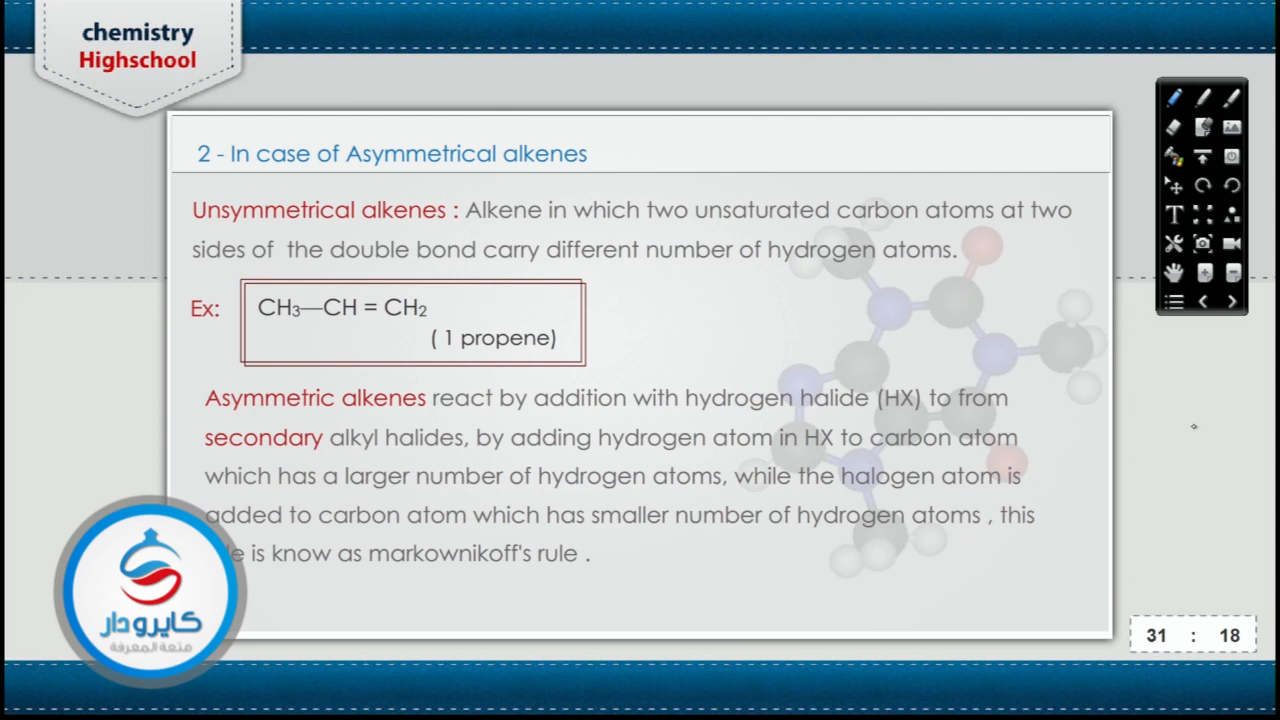 chemistry
Highschool
2 - In case of Asymmetrical alkenes
Unsymmetrical alkenes : Alkene in which two unsaturated carbon atoms at two
sides of the double bond carry different number of hydrogen atoms.
Ex:
CH3—CH = CH2
( 1 propene)
Asymmetric alkenes react by addition with hydrogen halide (HX) to from
secondary alkyl halides, by adding hydrogen atom in HX to carbon atom
which has a larger number of hydrogen atoms, while the halogen atom is
added to carbon atom which has smaller number of hydrogen atoms , this
is know as markownikoff's rule .
كايرودار
متعة المعرفة
31 : 18